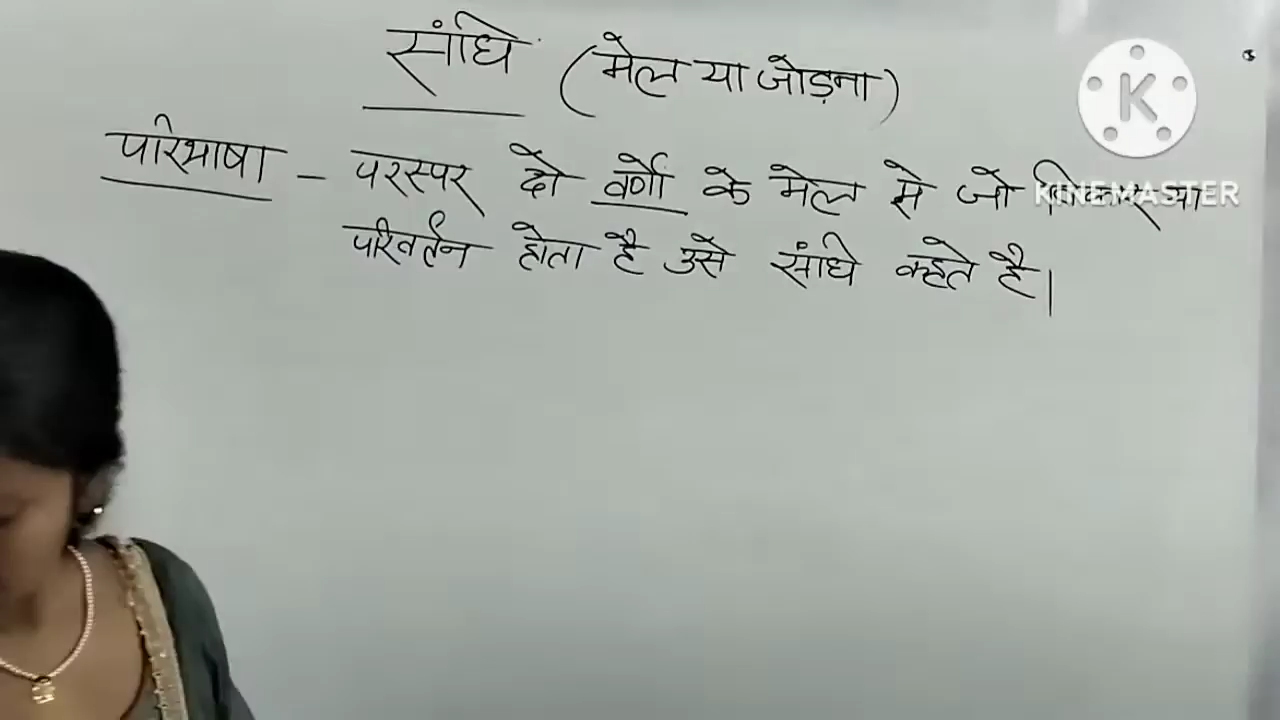 संधि (मेल या जोड़ना)
परिभाषा - परस्पर दो वर्णों के मेल से जो विकार या
परिवर्तन होता है उसे संधि कहते है।
K
KINEMASTER